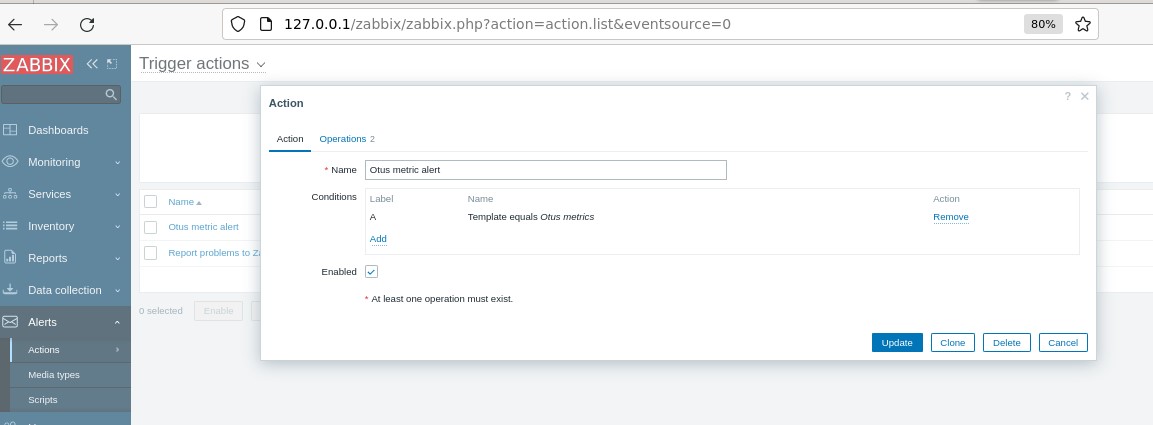 127.0.0.1/zabbix/zabbix.php?action=action.list&eventsource=0
80%
ZABBIX
Trigger actions
Dashboards
Monitoring
Services
Inventory
Reports
Data collection
Alerts
Actions
Media types
Scripts
Name
Otus metric alert
Report problems to
0 selected
Enable
Action
?
Action
Operations 2
* Name
Otus metric alert
Conditions
Label Name Action
A Template equals Otus metrics Remove
Add
Enabled
* At least one operation must exist.
Update
Clone
Delete
Cancel